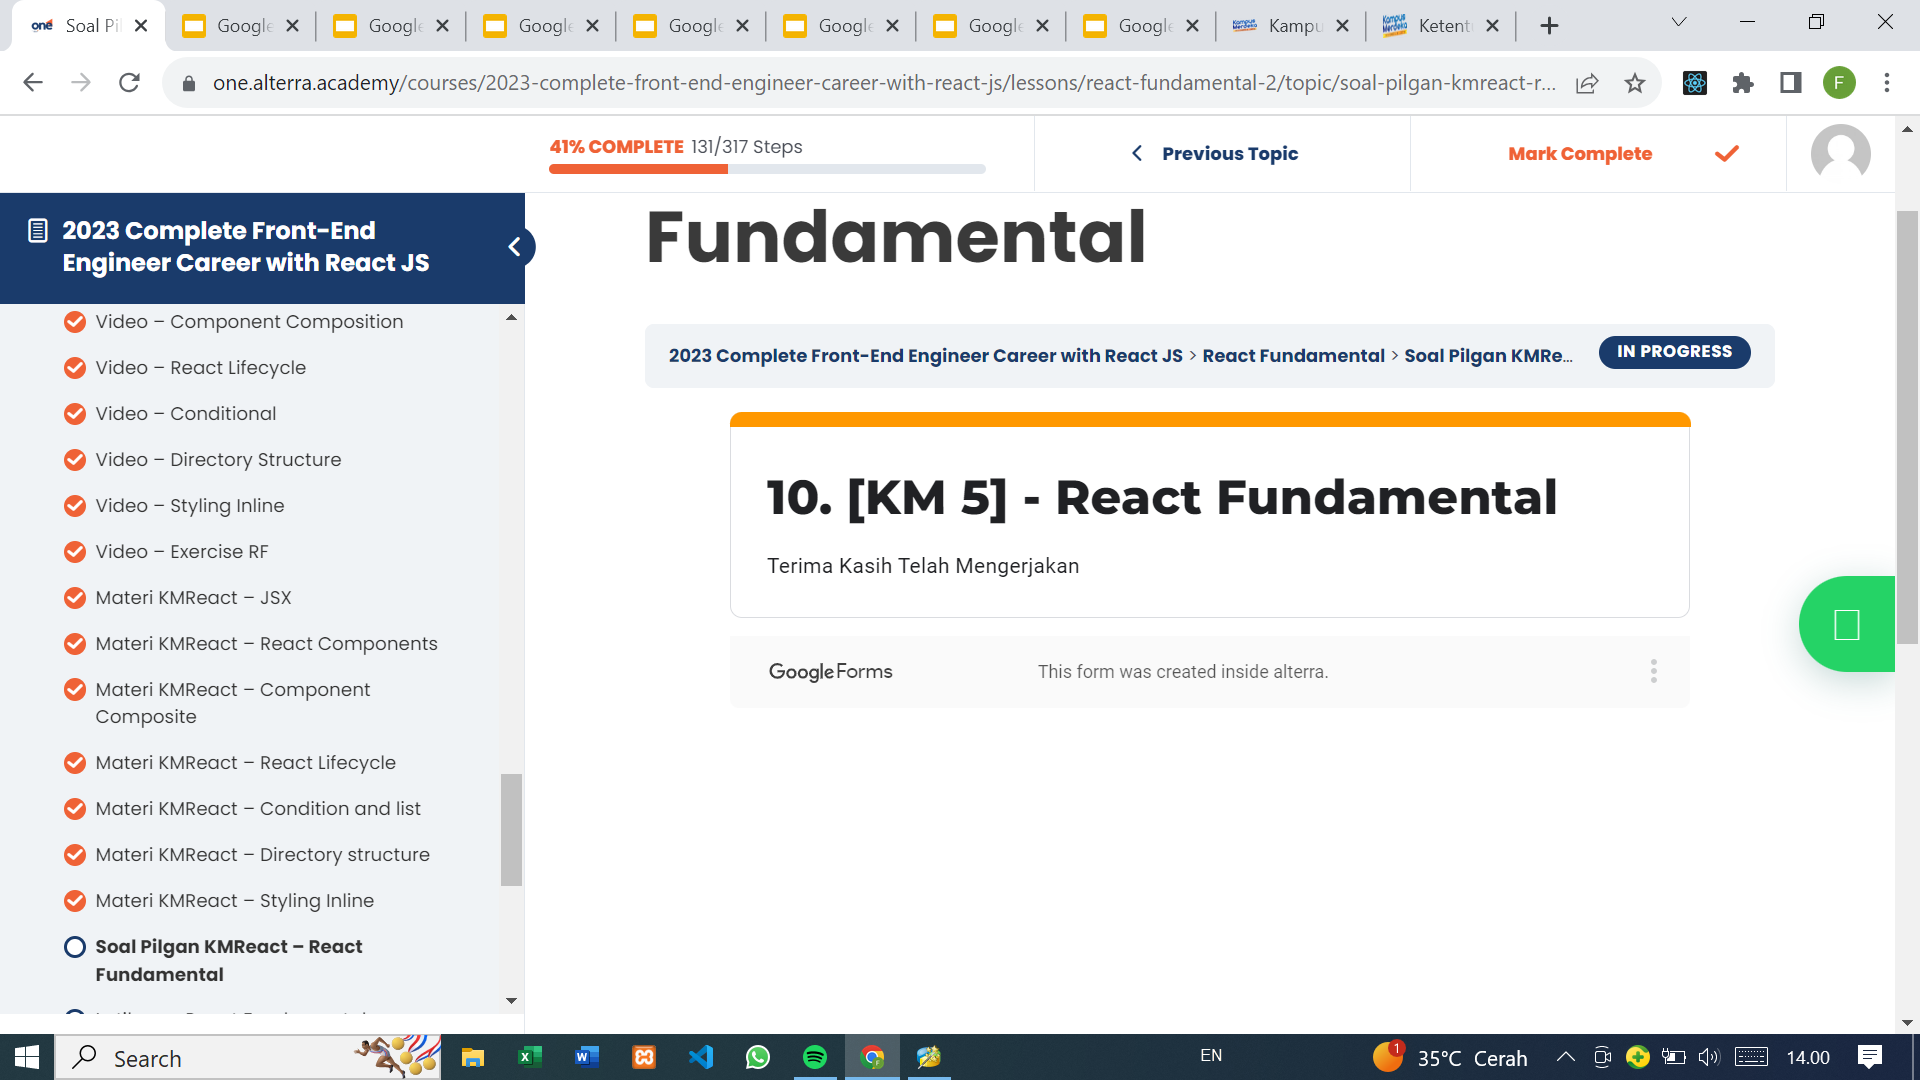 one
Soal Pil
Google
Google
Google
Google
Google
Google
Google
Kampu
Ketent
one.alterra.academy/courses/2023-complete-front-end-engineer-career-with-react-js/lessons/react-fundamental-2/topic/soal-pilgan-kmreact-r...
F
41% COMPLETE 131/317 Steps
Previous Topic
Mark Complete
2023 Complete Front-End
Engineer Career with React JS
Video – Component Composition
Video – React Lifecycle
Video – Conditional
Video – Directory Structure
Video – Styling Inline
Video – Exercise RF
Materi KMReact – JSX
Materi KMReact – React Components
Materi KMReact – Component
Composite
Materi KMReact – React Lifecycle
Materi KMReact – Condition and list
Materi KMReact – Directory structure
Materi KMReact – Styling Inline
Soal Pilgan KMReact – React
Fundamental
Fundamental
2023 Complete Front-End Engineer Career with React JS > React Fundamental > Soal Pilgan KMRe...
IN PROGRESS
10. [KM 5] - React Fundamental
Terima Kasih Telah Mengerjakan
Google Forms
This form was created inside alterra.
Search
EN
1
35°C Cerah
14.00